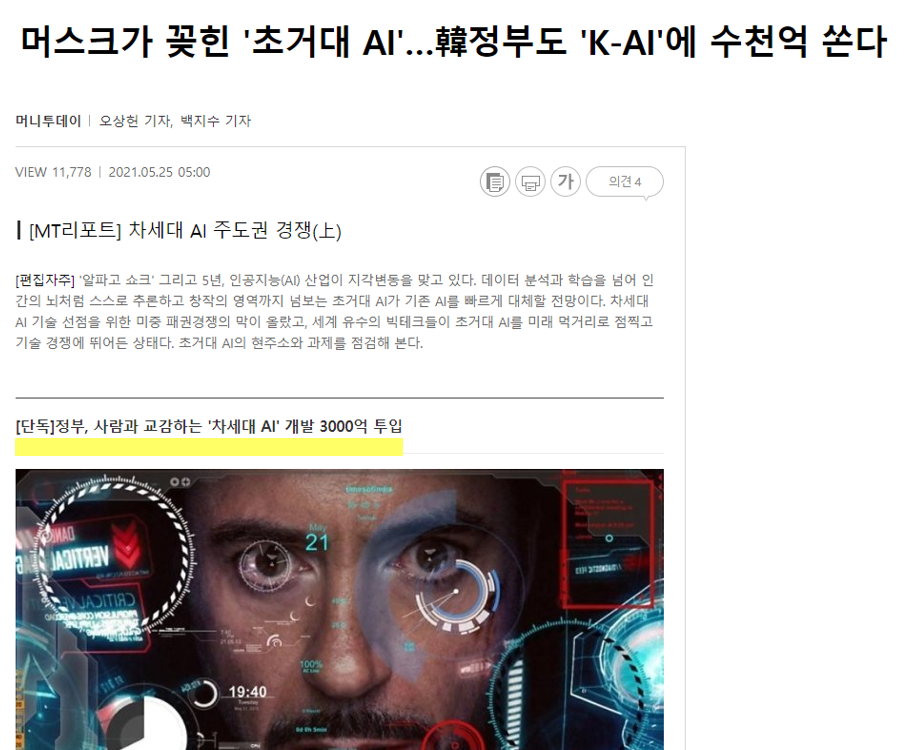 머스크가 꽂힌 '초거대 AI'...韓정부도 'K-AI'에 수천억 쏜다
머니투데이 | 오상헌 기자, 백지수 기자
VIEW 11,778 | 2021.05.25 05:00
가
의견 4
[MT리포트] 차세대 AI 주도권 경쟁(上)
[편집자주] '알파고 쇼크' 그리고 5년, 인공지능(AI) 산업이 지각변동을 맞고 있다. 데이터 분석과 학습을 넘어 인
간의 뇌처럼 스스로 추론하고 창작의 영역까지 넘보는 초거대 AI가 기존 AI를 빠르게 대체할 전망이다. 차세대
AI 기술 선점을 위한 미중 패권경쟁의 막이 올랐고, 세계 유수의 빅테크들이 초거대 AI를 미래 먹거리로 점찍고
기술 경쟁에 뛰어든 상태다. 초거대 AI의 현주소와 과제를 점검해 본다.
[단독]정부, 사람과 교감하는 '차세대 AI' 개발 3000억 투입
May
21
VERTICAL
CRITICAL
100%
19:40
Tuesday
0d 0h 5min